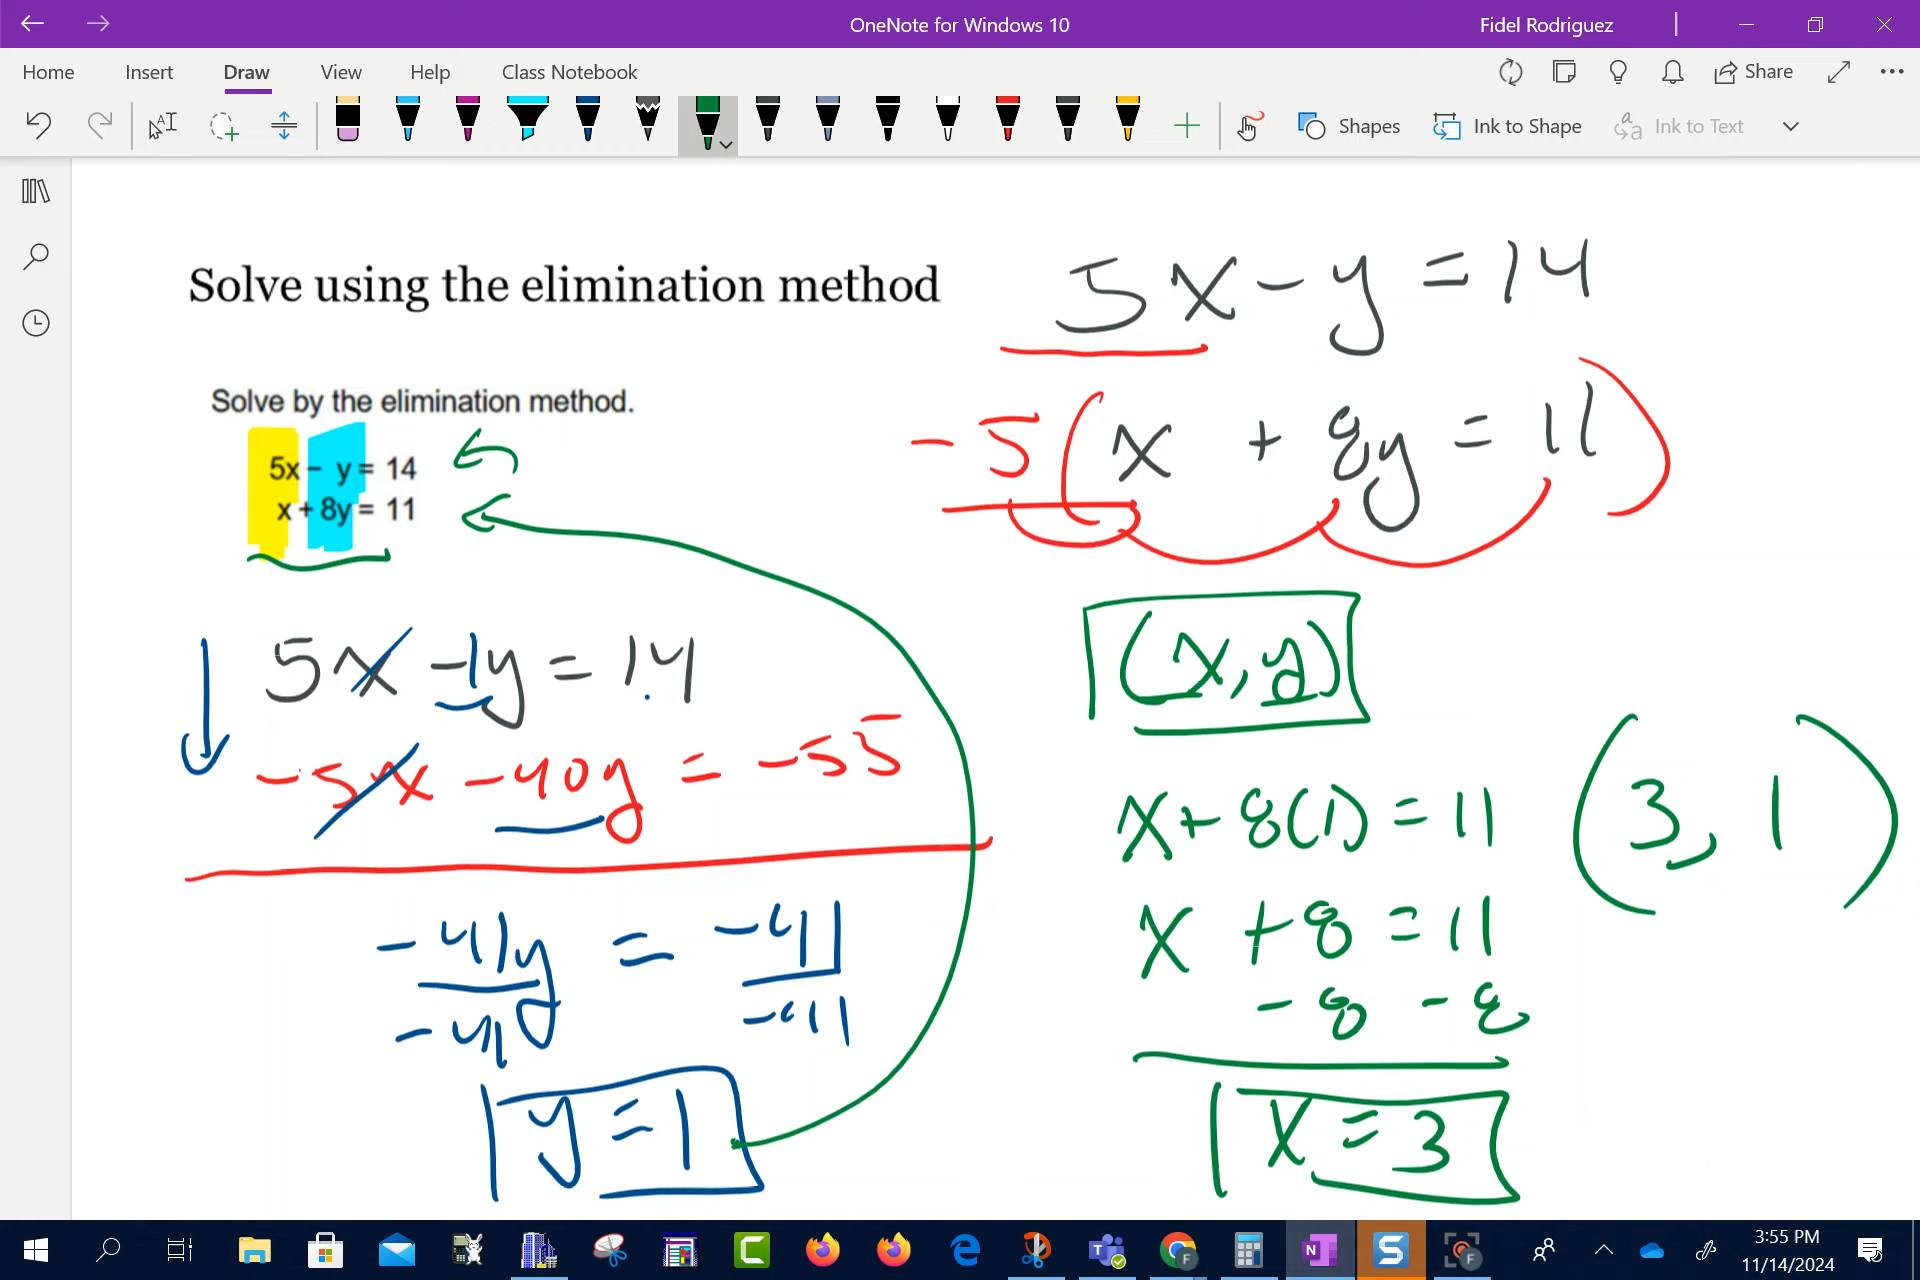 OneNote for Windows 10
Fidel Rodriguez
Home Insert Draw View Help Class Notebook Share
Shapes Ink to Shape Ink to Text
Solve using the elimination method
Solve by the elimination method.
5x − y = 14
x + 8y = 11
5x − y = 14
−5(x + 8y = 11)
5x −1y = 14
−5x −40y = −55
−41y = −41
−41 −41
y = 1
(x, y)
x + 8(1) = 11
x + 8 = 11
− 8 − 8
x = 3
(3, 1)
3:55 PM
11/14/2024